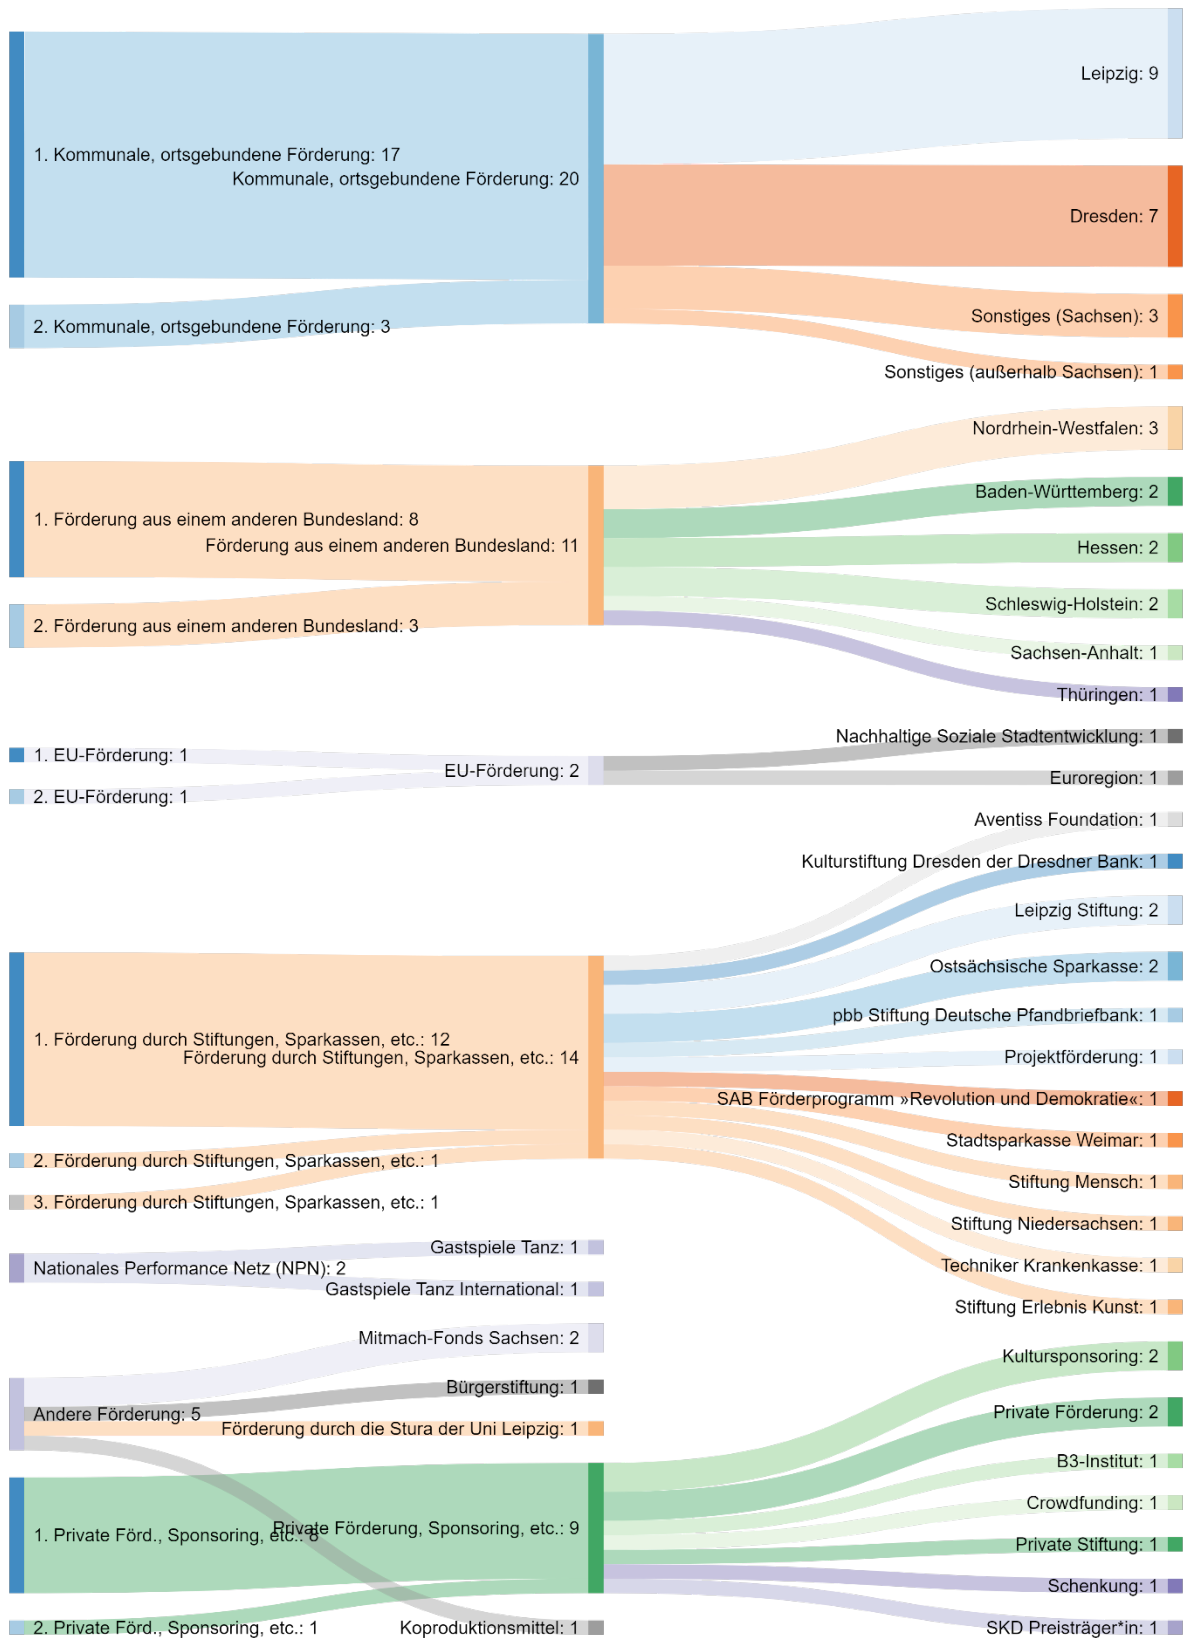 Leipzig: 9
1. Kommunale, ortsgebundene Förderung: 17
Kommunale, ortsgebundene Förderung: 20
Dresden: 7
Sonstiges (Sachsen): 3
2. Kommunale, ortsgebundene Förderung: 3
Sonstiges (außerhalb Sachsen): 1
Nordrhein-Westfalen: 3
Baden-Württemberg: 2
1. Förderung aus einem anderen Bundesland: 8
Förderung aus einem anderen Bundesland: 11
Hessen: 2
Schleswig-Holstein: 2
2. Förderung aus einem anderen Bundesland: 3
Sachsen-Anhalt: 1
Thüringen: 1
Nachhaltige Soziale Stadtentwicklung: 1
1. EU-Förderung: 1
EU-Förderung: 2
Euroregion: 1
2. EU-Förderung: 1
Aventiss Foundation: 1
Kulturstiftung Dresden der Dresdner Bank: 1
Leipzig Stiftung: 2
Ostsächsische Sparkasse: 2
pbb Stiftung Deutsche Pfandbriefbank: 1
1. Förderung durch Stiftungen, Sparkassen, etc.: 12
Förderung durch Stiftungen, Sparkassen, etc.: 14
Projektförderung: 1
SAB Förderprogramm »Revolution und Demokratie«: 1
Stadtsparkasse Weimar: 1
2. Förderung durch Stiftungen, Sparkassen, etc.: 1
Stiftung Mensch: 1
3. Förderung durch Stiftungen, Sparkassen, etc.: 1
Stiftung Niedersachsen: 1
Gastspiele Tanz: 1
Nationales Performance Netz (NPN): 2
Techniker Krankenkasse: 1
Gastspiele Tanz International: 1
Stiftung Erlebnis Kunst: 1
Mitmach-Fonds Sachsen: 2
Kultursponsoring: 2
Bürgerstiftung: 1
Andere Förderung: 5
Private Förderung: 2
Förderung durch die Stura der Uni Leipzig: 1
B3-Institut: 1
Crowdfunding: 1
1. Private Förd., Sponsoring, etc.: 8
Private Förderung, Sponsoring, etc.: 9
Private Stiftung: 1
Schenkung: 1
2. Private Förd., Sponsoring, etc.: 1
Koproduktionsmittel: 1
SKD Preisträger*in: 1